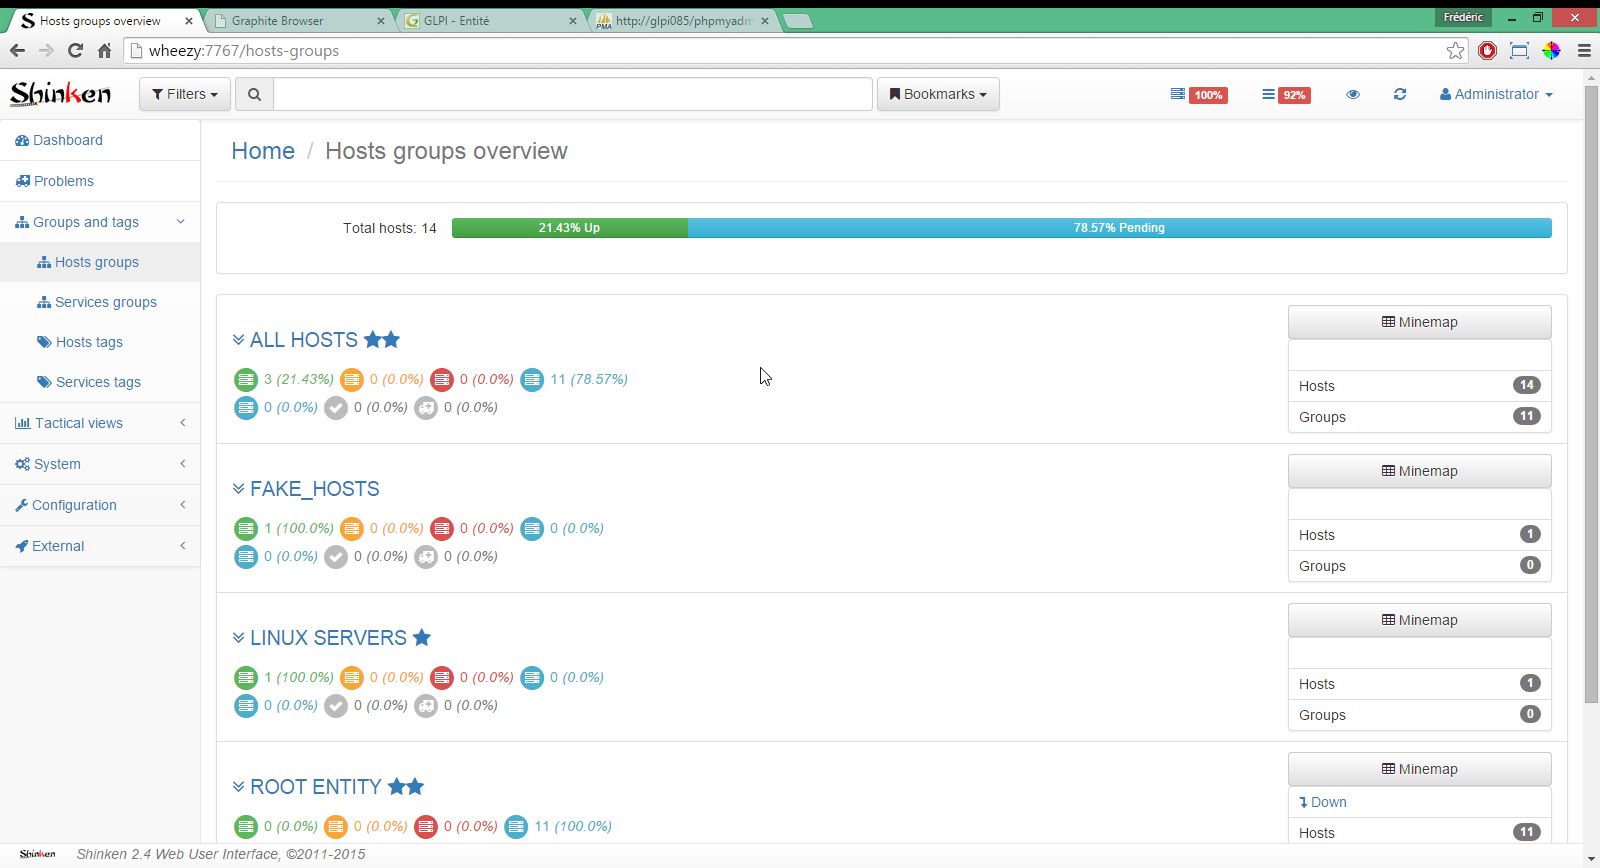 Hosts groups overview
Graphite Browser
GLPI - Entité
http://glpi085/phpmyadm
Frédéric
wheezy:7767/hosts-groups
Shinken
Filters
Bookmarks
100%
92%
Administrator
Dashboard
Problems
Groups and tags
Hosts groups
Services groups
Hosts tags
Services tags
Tactical views
System
Configuration
External
Home / Hosts groups overview
Total hosts: 14
21.43% Up
78.57% Pending
ALL HOSTS
3 (21.43%) 0 (0.0%) 0 (0.0%) 11 (78.57%)
0 (0.0%) 0 (0.0%) 0 (0.0%)
Minemap
Hosts 14
Groups 11
FAKE_HOSTS
1 (100.0%) 0 (0.0%) 0 (0.0%) 0 (0.0%)
0 (0.0%) 0 (0.0%) 0 (0.0%)
Minemap
Hosts 1
Groups 0
LINUX SERVERS
1 (100.0%) 0 (0.0%) 0 (0.0%) 0 (0.0%)
0 (0.0%) 0 (0.0%) 0 (0.0%)
Minemap
Hosts 1
Groups 0
ROOT ENTITY
0 (0.0%) 0 (0.0%) 0 (0.0%) 11 (100.0%)
Minemap
Down
Hosts 11
Shinken
Shinken 2.4 Web User Interface, ©2011-2015